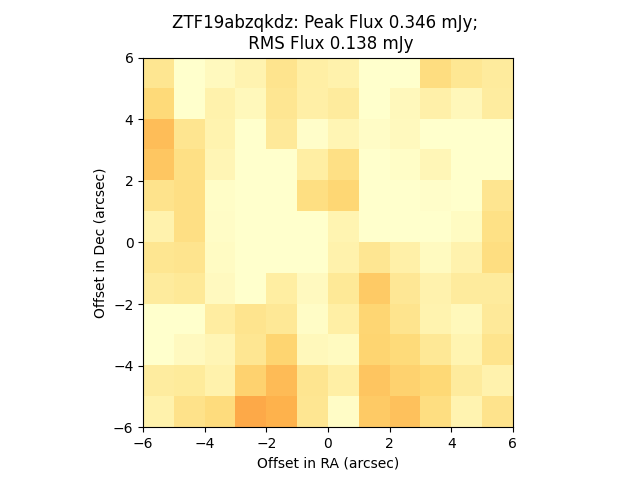 ZTF19abzqkdz: Peak Flux 0.346 mJy;
RMS Flux 0.138 mJy
6
4
2
0
−2
−4
−6
Offset in Dec (arcsec)
−6 −4 −2 0 2 4 6
Offset in RA (arcsec)